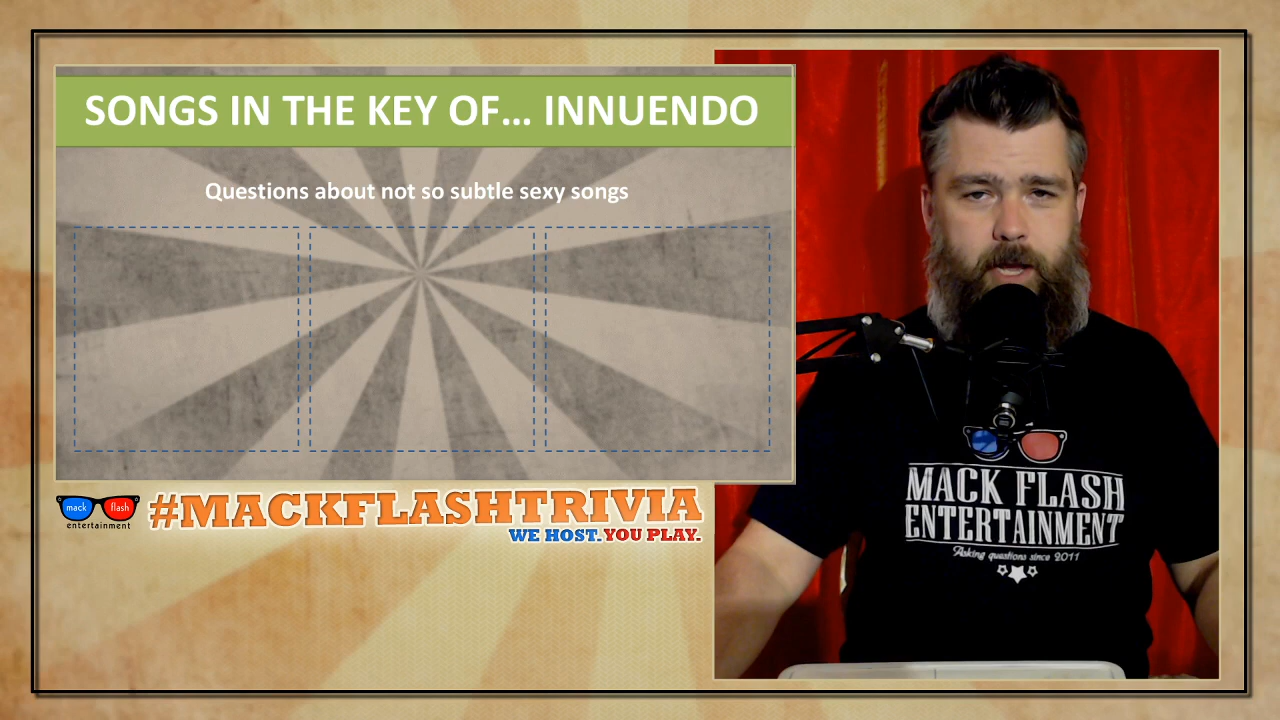 SONGS IN THE KEY OF... INNUENDO
Questions about not so subtle sexy songs
mack flash
entertainment
#MACKFLASHTRIVIA
WE HOST. YOU PLAY.
MACK FLASH
ENTERTAINMENT
Asking questions since 2011